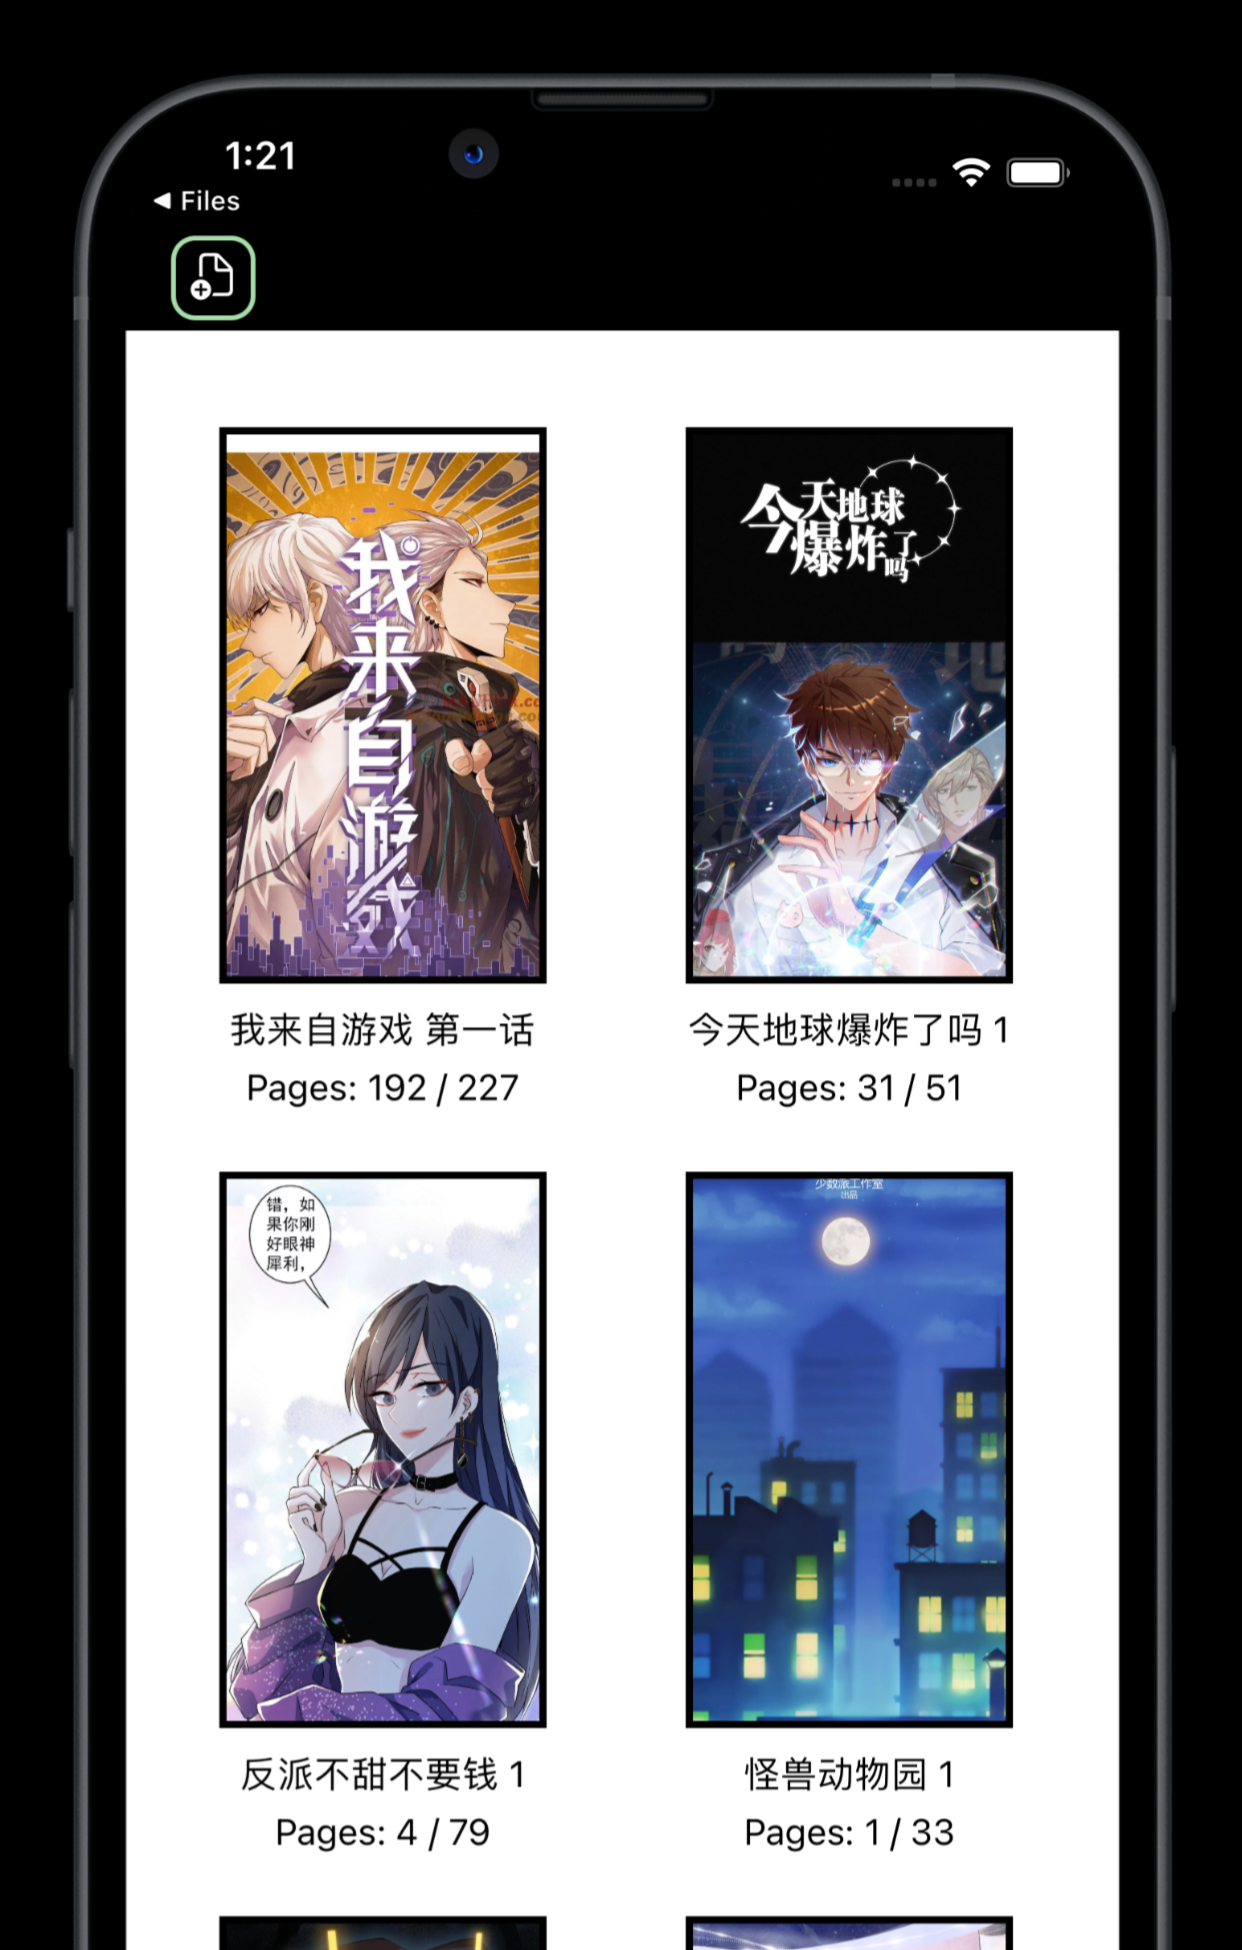 1:21
◀ Files
我来自游戏
今天地球
爆炸了吗
我来自游戏 第一话
今天地球爆炸了吗 1
Pages: 192 / 227
Pages: 31 / 51
错，如
果你刚
好眼神
犀利，
少数派工作室
出品
反派不甜不要钱 1
怪兽动物园 1
Pages: 4 / 79
Pages: 1 / 33